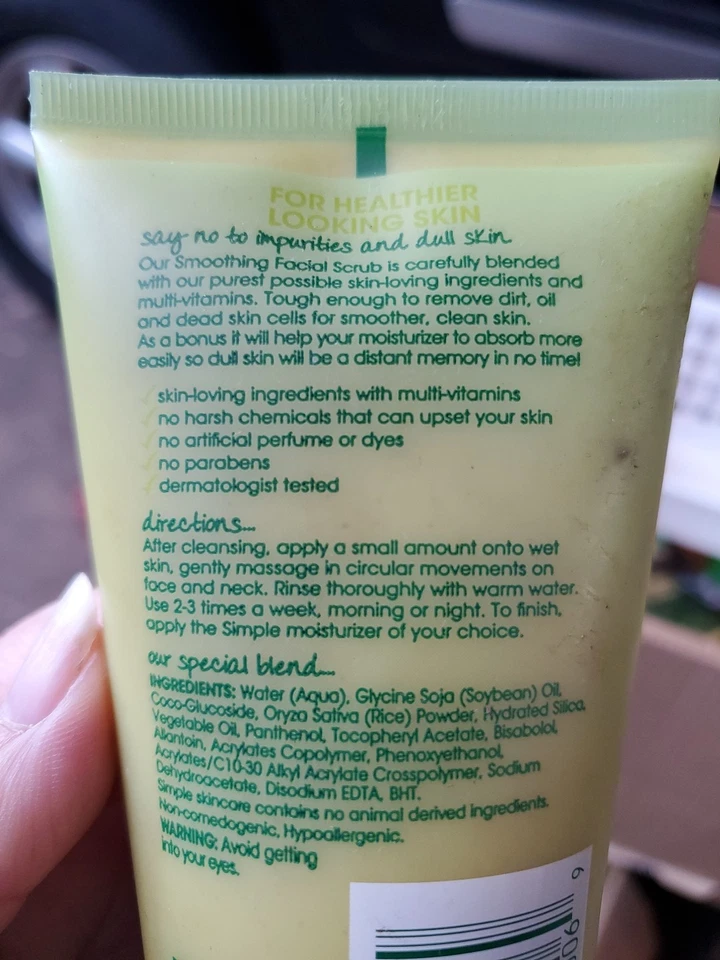 FOR HEALTHIER
LOOKING SKIN
say no to impurities and dull skin
Our Smoothing Facial Scrub is carefully blended
with our purest possible skin-loving ingredients and
multi-vitamins. Tough enough to remove dirt, oil
and dead skin cells for smoother, clean skin.
As a bonus it will help your moisturizer to absorb more
easily so dull skin will be a distant memory in no time!
skin-loving ingredients with multi-vitamins
no harsh chemicals that can upset your skin
no artificial perfume or dyes
no parabens
dermatologist tested
directions...
After cleansing, apply a small amount onto wet
skin, gently massage in circular movements on
face and neck. Rinse thoroughly with warm water.
Use 2-3 times a week, morning or night. To finish,
apply the Simple moisturizer of your choice.
our special blend...
INGREDIENTS: Water (Aqua), Glycine Soja (Soybean) Oil,
Coco-Glucoside, Oryza Sativa (Rice) Powder, Hydrated Silica,
Vegetable Oil, Panthenol, Tocopheryl Acetate, Bisabolol,
Allantoin, Acrylates Copolymer, Phenoxyethanol,
Acrylates/C10-30 Alkyl Acrylate Crosspolymer, Sodium
Dehydroacetate, Disodium EDTA, BHT.
Simple skincare contains no animal derived ingredients.
Non-comedogenic, Hypoallergenic.
WARNING: Avoid getting
into your eyes.
6